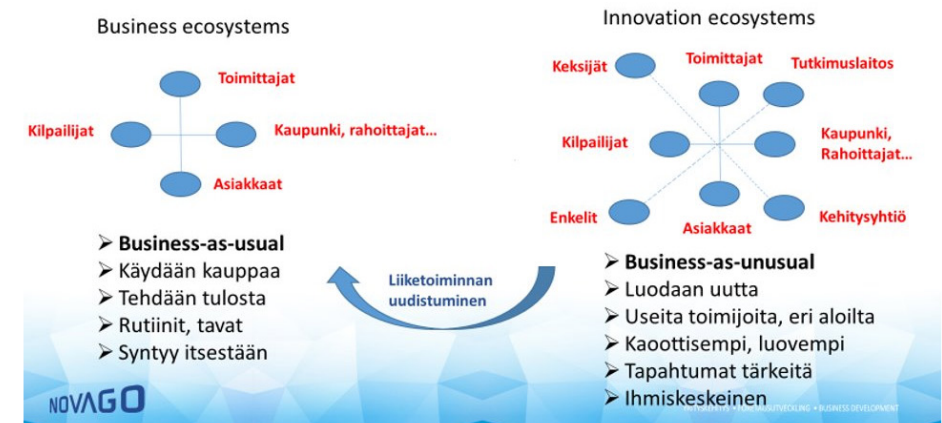 Business ecosystems
Toimittajat
Kilpailijat
Kaupunki, rahoittajat...
Asiakkaat
➢ Business-as-usual
➢ Käydään kauppaa
➢ Tehdään tulosta
➢ Rutiinit, tavat
➢ Syntyy itsestään
Liiketoiminnan
uudistuminen
Innovation ecosystems
Keksijät
Toimittajat
Tutkimuslaitos
Kilpailijat
Kaupunki,
Rahoittajat...
Enkelit
Asiakkaat
Kehitysyhtiö
➢ Business-as-unusual
➢ Luodaan uutta
➢ Useita toimijoita, eri aloilta
➢ Kaoottisempi, luovempi
➢ Tapahtumat tärkeitä
➢ Ihmiskeskeinen
NOVAGO
• BUSINESS DEVELOPMENT